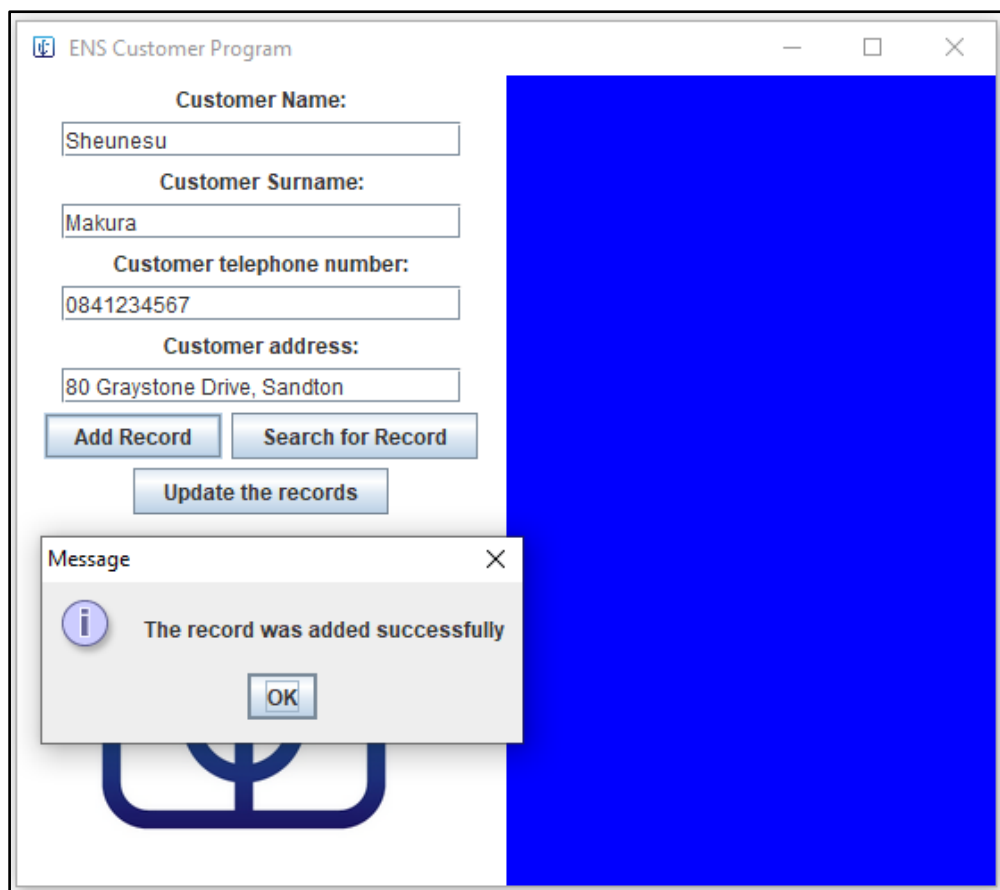 ENS Customer Program
Customer Name:
Sheunesu
Customer Surname:
Makura
Customer telephone number:
0841234567
Customer address:
80 Graystone Drive, Sandton
Add Record Search for Record
Update the records
Message
The record was added successfully
OK